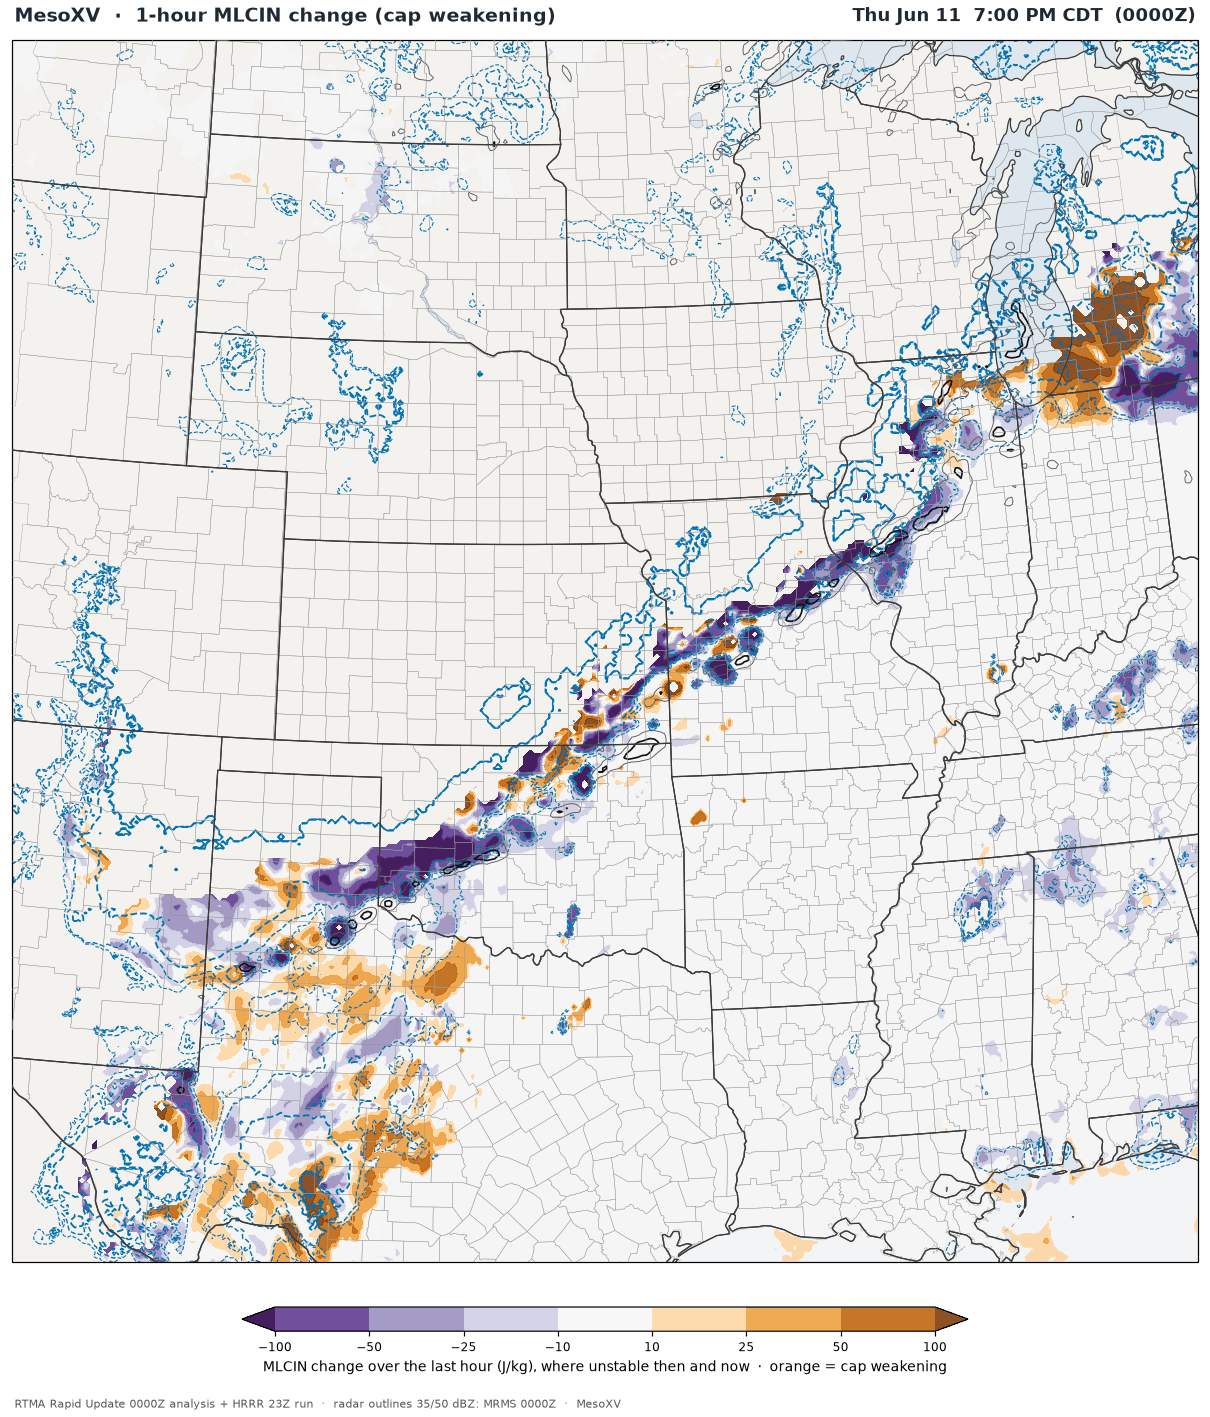 MesoXV · 1-hour MLCIN change (cap weakening)
Thu Jun 11 7:00 PM CDT (0000Z)
−100 −50 −25 −10 10 25 50 100
MLCIN change over the last hour (J/kg), where unstable then and now · orange = cap weakening
RTMA Rapid Update 0000Z analysis + HRRR 23Z run · radar outlines 35/50 dBZ: MRMS 0000Z · MesoXV